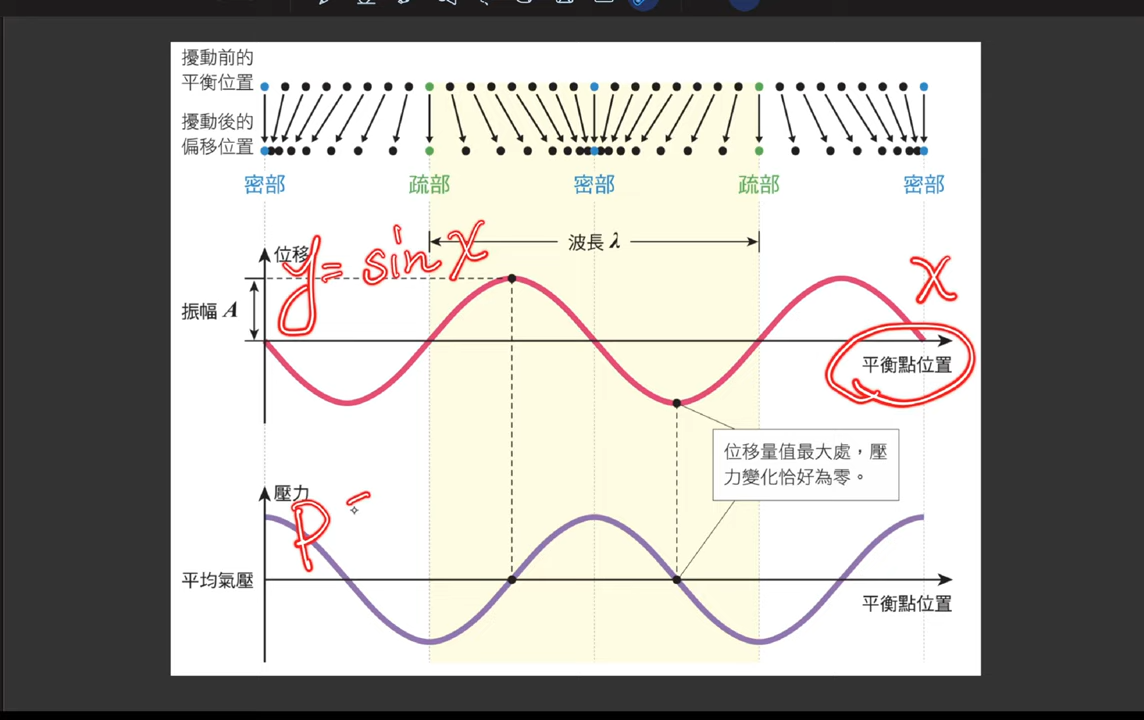 擾動前的
平衡位置
擾動後的
偏移位置
密部 疏部 密部 疏部 密部
波長 λ
位移
y = sin x
x
振幅 A
平衡點位置
位移量值最大處，壓
力變化恰好為零。
壓力
P =
平均氣壓
平衡點位置